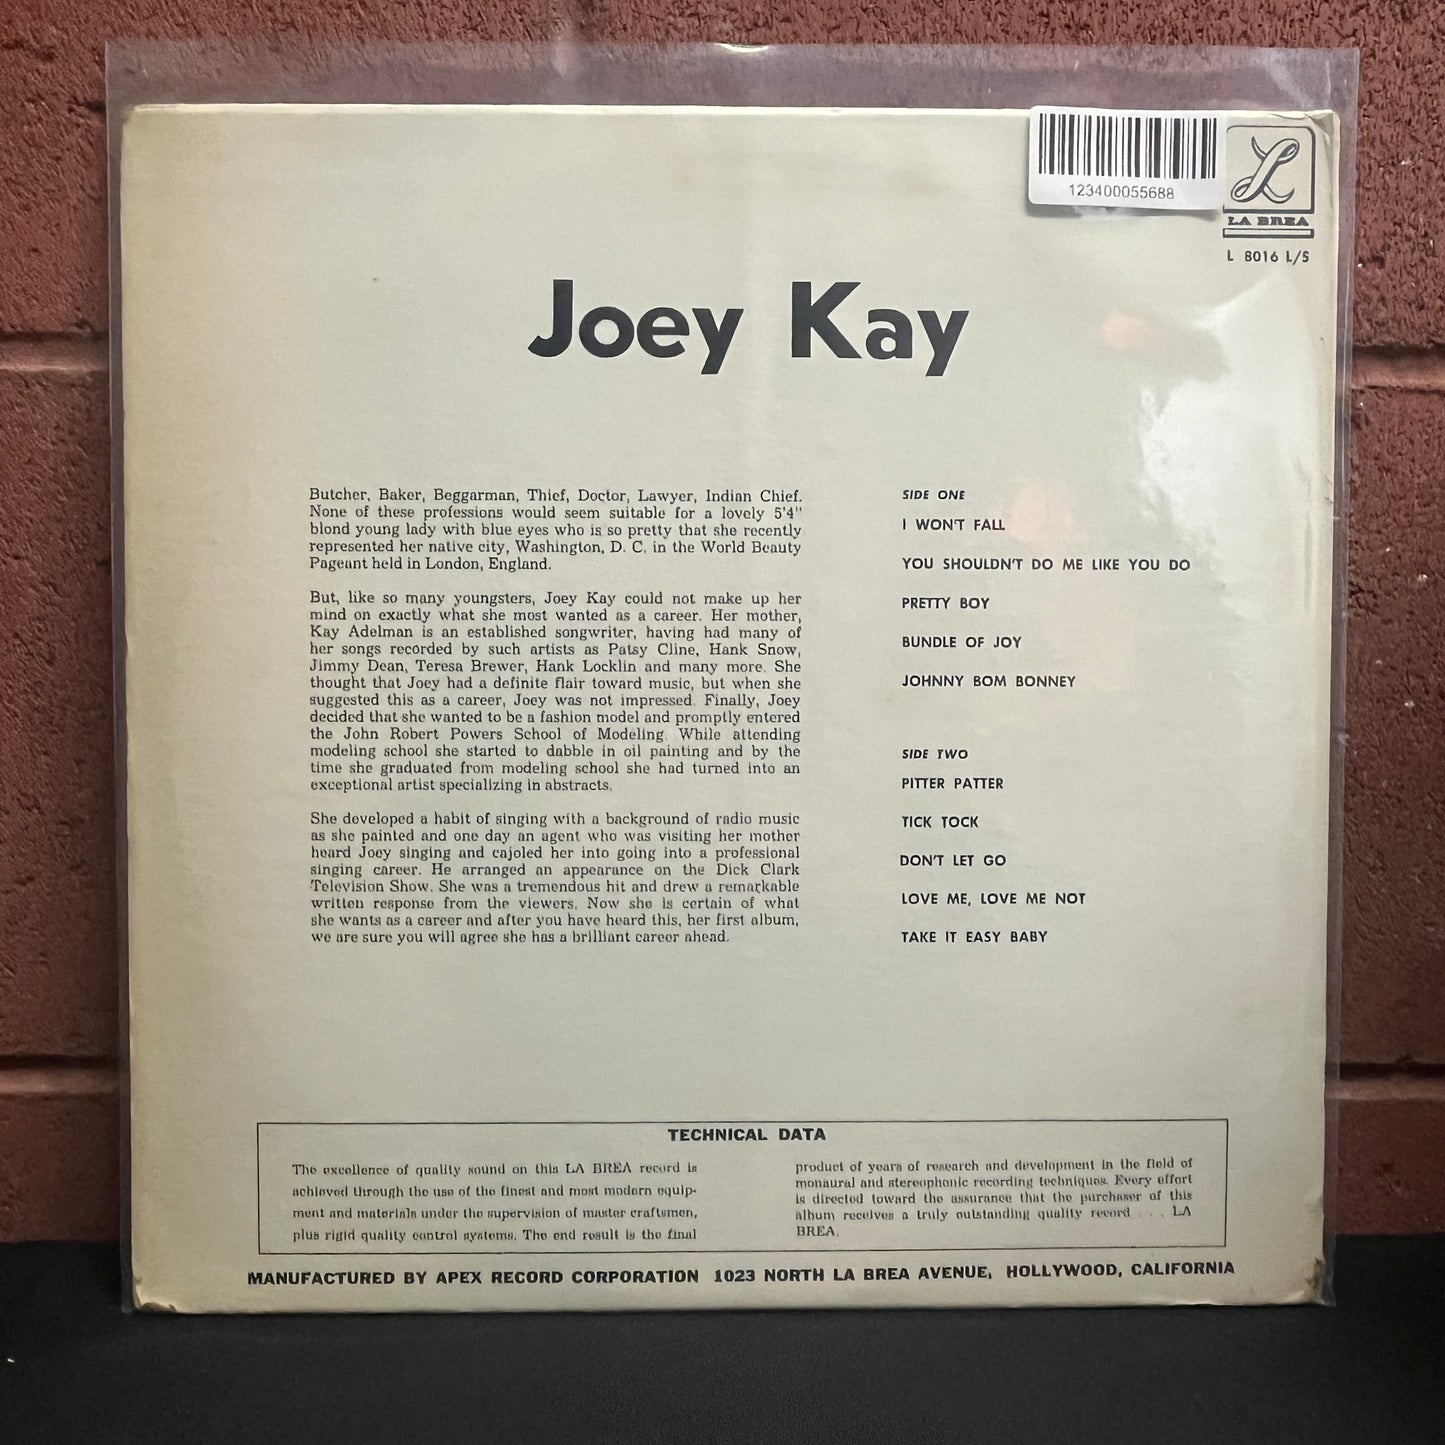 123400055688
L
LA BREA
L 8016 L/S
Joey Kay
Butcher, Baker, Beggarman, Thief, Doctor, Lawyer, Indian Chief.
None of these professions would seem suitable for a lovely 5'4"
blond young lady with blue eyes who is so pretty that she recently
represented her native city, Washington, D. C. in the World Beauty
Pageant held in London, England.
But, like so many youngsters, Joey Kay could not make up her
mind on exactly what she most wanted as a career. Her mother,
Kay Adelman is an established songwriter, having had many of
her songs recorded by such artists as Patsy Cline, Hank Snow,
Jimmy Dean, Teresa Brewer, Hank Locklin and many more. She
thought that Joey had a definite flair toward music, but when she
suggested this as a career, Joey was not impressed. Finally, Joey
decided that she wanted to be a fashion model and promptly entered
the John Robert Powers School of Modeling. While attending
modeling school she started to dabble in oil painting and by the
time she graduated from modeling school she had turned into an
exceptional artist specializing in abstracts.
She developed a habit of singing with a background of radio music
as she painted and one day an agent who was visiting her mother
heard Joey singing and cajoled her into going into a professional
singing career. He arranged an appearance on the Dick Clark
Television Show. She was a tremendous hit and drew a remarkable
written response from the viewers. Now she is certain of what
she wants as a career and after you have heard this, her first album,
we are sure you will agree she has a brilliant career ahead.
SIDE ONE
I WON'T FALL
YOU SHOULDN'T DO ME LIKE YOU DO
PRETTY BOY
BUNDLE OF JOY
JOHNNY BOM BONNEY
SIDE TWO
PITTER PATTER
TICK TOCK
DON'T LET GO
LOVE ME, LOVE ME NOT
TAKE IT EASY BABY
TECHNICAL DATA
The excellence of quality sound on this LA BREA record is
achieved through the use of the finest and most modern equip-
ment and materials under the supervision of master craftsmen,
plus rigid quality control systems. The end result is the final
product of years of research and development in the field of
monaural and stereophonic recording techniques. Every effort
is directed toward the assurance that the purchaser of this
album receives a truly outstanding quality record . . . LA
BREA.
MANUFACTURED BY APEX RECORD CORPORATION 1023 NORTH LA BREA AVENUE, HOLLYWOOD, CALIFORNIA